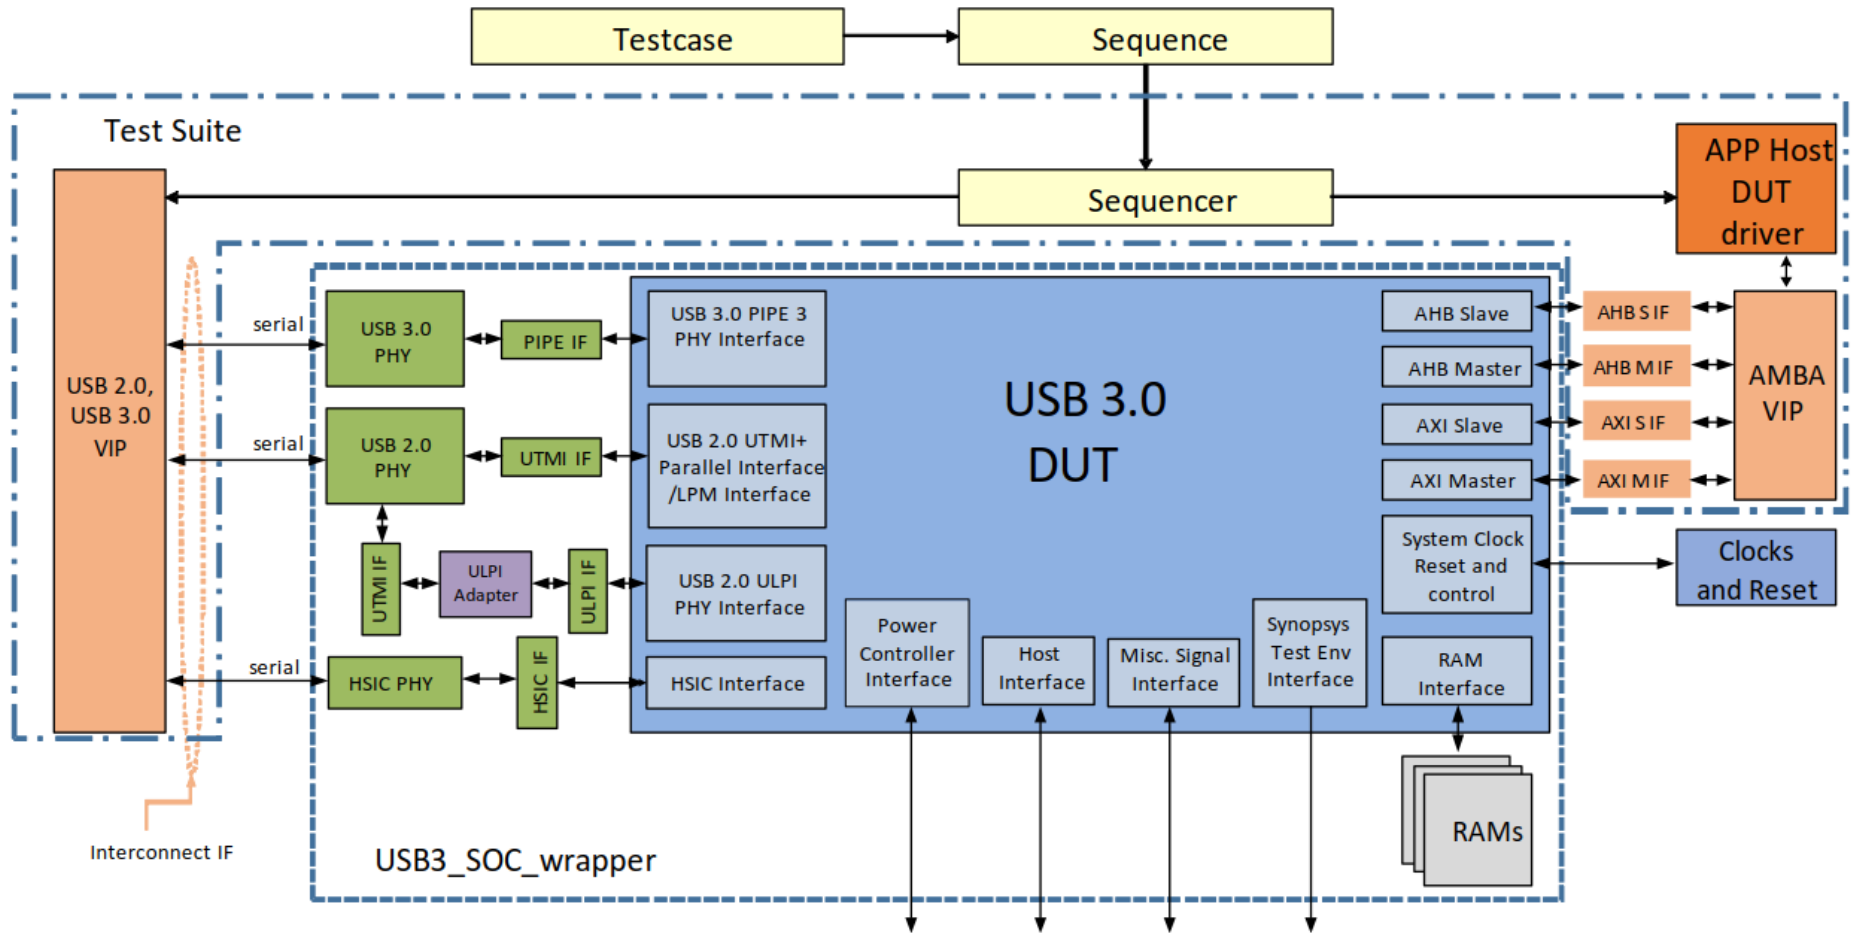 Testcase
Sequence
Test Suite
APP Host
DUT
driver
Sequencer
USB 2.0,
USB 3.0
VIP
serial
USB 3.0
PHY
PIPE IF
USB 3.0 PIPE 3
PHY Interface
serial
USB 2.0
PHY
UTMI IF
USB 2.0 UTMI+
Parallel Interface
/LPM Interface
UTMI IF
ULPI
Adapter
ULPI IF
USB 2.0 ULPI
PHY Interface
serial
HSIC PHY
HSIC IF
HSIC Interface
USB 3.0
DUT
AHB Slave
AHB S IF
AHB Master
AHB M IF
AXI Slave
AXI S IF
AXI Master
AXI M IF
AMBA
VIP
System Clock
Reset and
control
Clocks
and Reset
Power
Controller
Interface
Host
Interface
Misc. Signal
Interface
Synopsys
Test Env
Interface
RAM
Interface
RAMs
Interconnect IF
USB3_SOC_wrapper